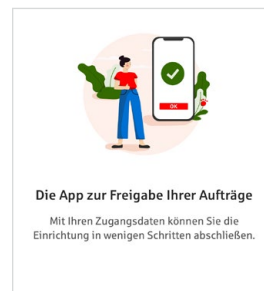 OK
Die App zur Freigabe Ihrer Aufträge
Mit Ihren Zugangsdaten können Sie die
Einrichtung in wenigen Schritten abschließen.